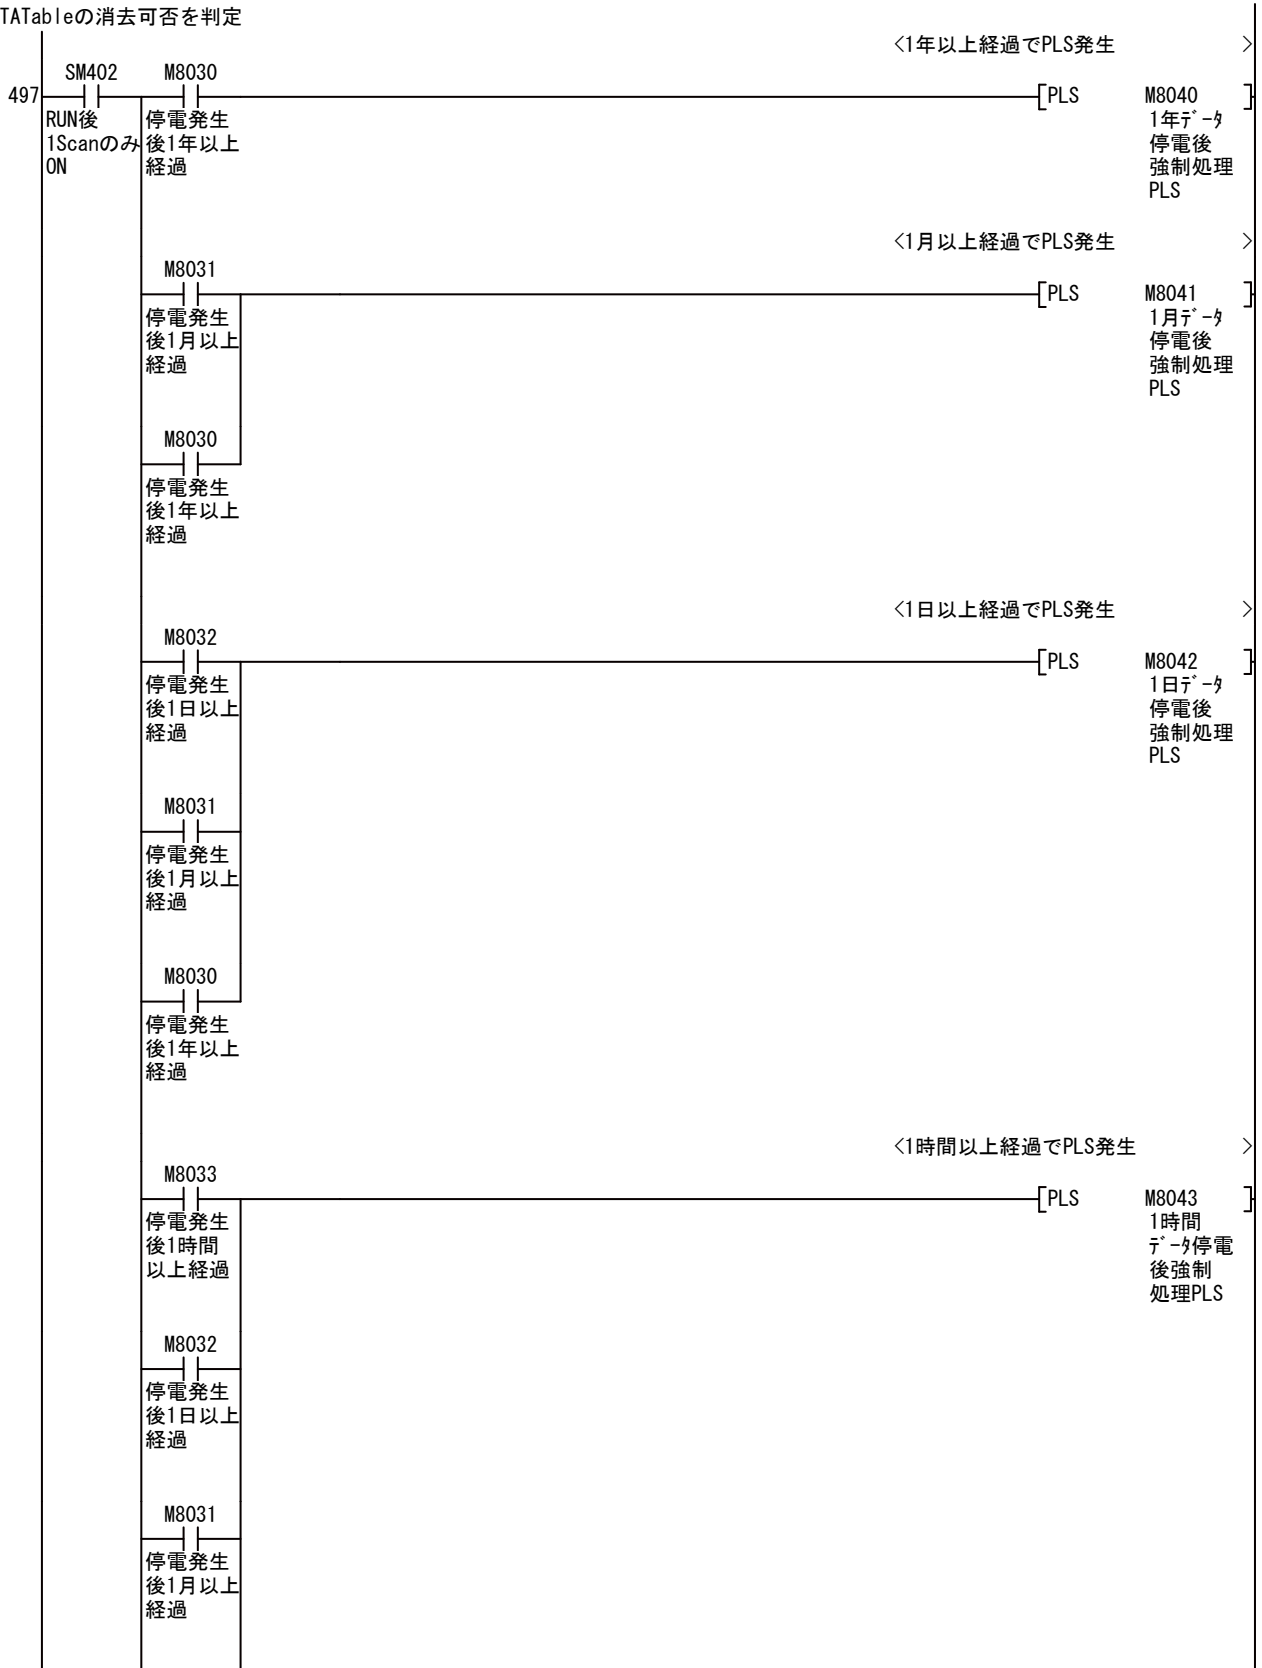 TATableの消去可否を判定
<1年以上経過でPLS発生 >
SM402 M8030
497 [PLS M8040 ]
RUN後
1Scanのみ
ON
停電発生
後1年以上
経過
1年ﾃﾞｰﾀ
停電後
強制処理
PLS
<1月以上経過でPLS発生 >
M8031
[PLS M8041 ]
停電発生
後1月以上
経過
1月ﾃﾞｰﾀ
停電後
強制処理
PLS
M8030
停電発生
後1年以上
経過
<1日以上経過でPLS発生 >
M8032
[PLS M8042 ]
停電発生
後1日以上
経過
1日ﾃﾞｰﾀ
停電後
強制処理
PLS
M8031
停電発生
後1月以上
経過
M8030
停電発生
後1年以上
経過
<1時間以上経過でPLS発生 >
M8033
[PLS M8043 ]
停電発生
後1時間
以上経過
1時間
ﾃﾞｰﾀ停電
後強制
処理PLS
M8032
停電発生
後1日以上
経過
M8031
停電発生
後1月以上
経過